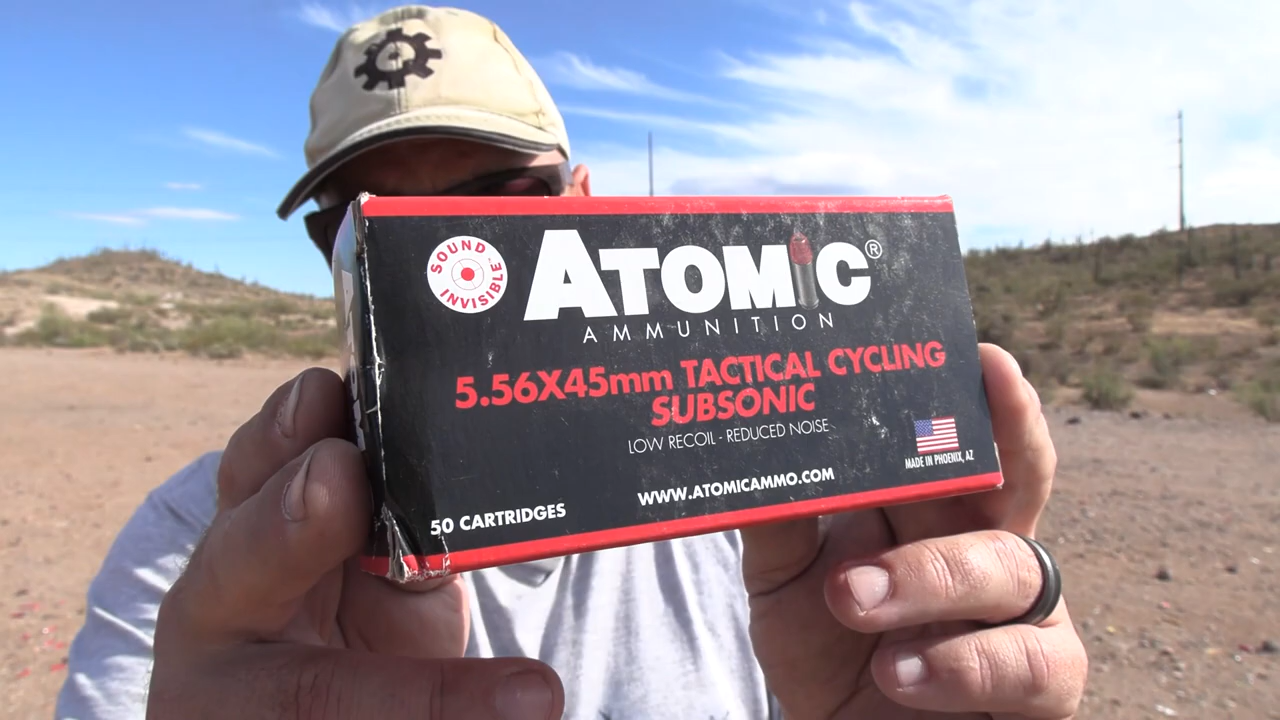 SOUND INVISIBLE™
ATOMIC®
AMMUNITION
5.56X45mm TACTICAL CYCLING
SUBSONIC
LOW RECOIL - REDUCED NOISE
MADE IN PHOENIX, AZ
WWW.ATOMICAMMO.COM
50 CARTRIDGES